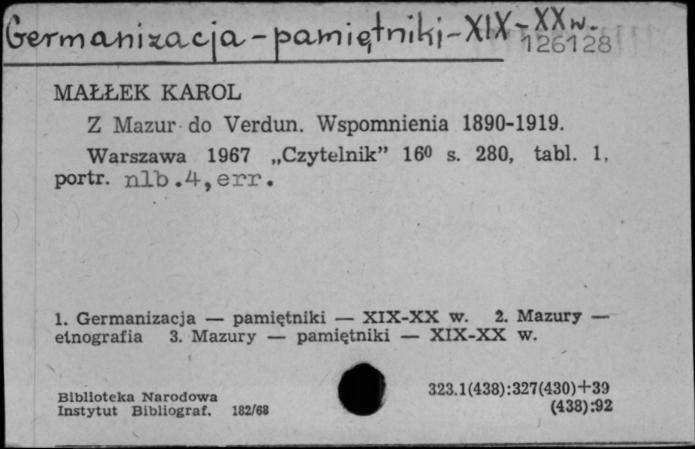 Germanizacja - pamiętniki - XIX - XX w.
126128
MAŁŁEK KAROL
Z Mazur do Verdun. Wspomnienia 1890-1919.
Warszawa 1967 „Czytelnik” 16⁰ s. 280, tabl. 1,
portr. nlb.4, err.
1. Germanizacja — pamiętniki — XIX-XX w. 2. Mazury —
etnografia 3. Mazury — pamiętniki — XIX-XX w.
323.1(438):327(430)+39
Biblioteka Narodowa
(438):92
Instytut Bibliograf. 182/68